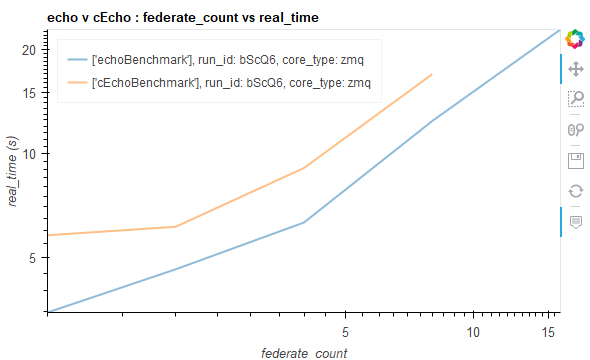 echo v cEcho : federate_count vs real_time
['echoBenchmark'], run_id: bScQ6, core_type: zmq
['cEchoBenchmark'], run_id: bScQ6, core_type: zmq
20
15
10
5
real_time (s)
5
10
15
federate_count